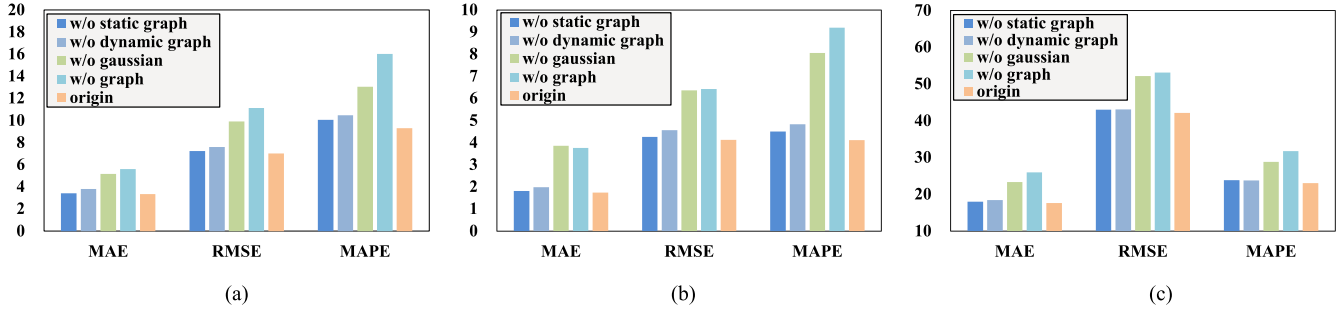 20
18
16
14
12
10
8
6
4
2
0
w/o static graph
w/o dynamic graph
w/o gaussian
w/o graph
origin
MAE RMSE MAPE
(a)
10
9
8
7
6
5
4
3
2
1
0
w/o static graph
w/o dynamic graph
w/o gaussian
w/o graph
origin
MAE RMSE MAPE
(b)
70
60
50
40
30
20
10
w/o static graph
w/o dynamic graph
w/o gaussian
w/o graph
origin
MAE RMSE MAPE
(c)